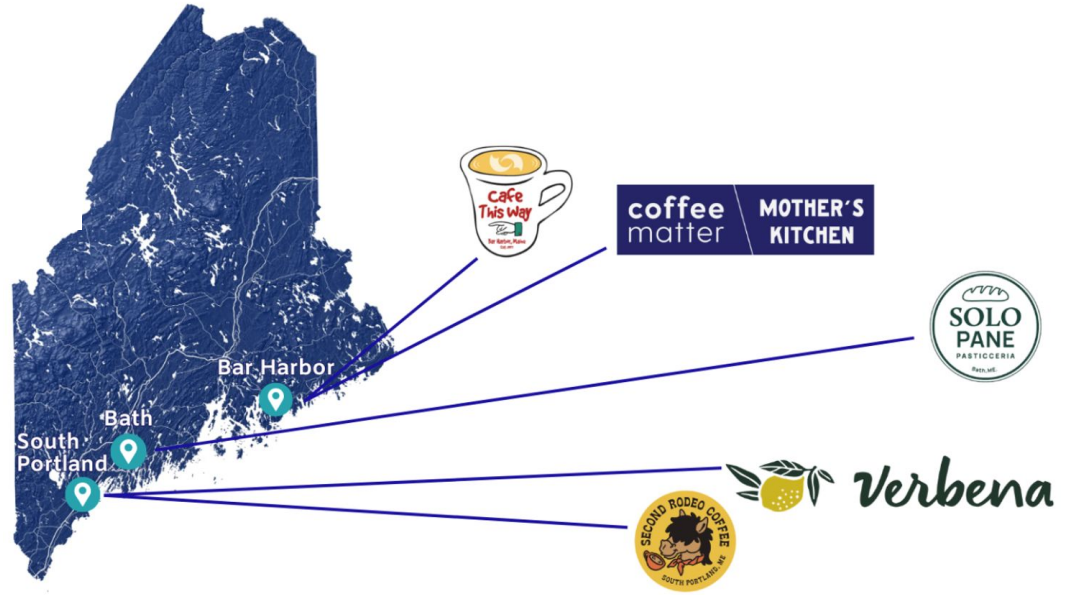 Cafe
This Way
Bar Harbor, Maine
coffee
matter
MOTHER'S
KITCHEN
SOLO
PANE
PASTICCERIA
Bath, ME.
Bar Harbor
Bath
South
Portland
Verbena
SECOND RODEO COFFEE
SOUTH PORTLAND, ME